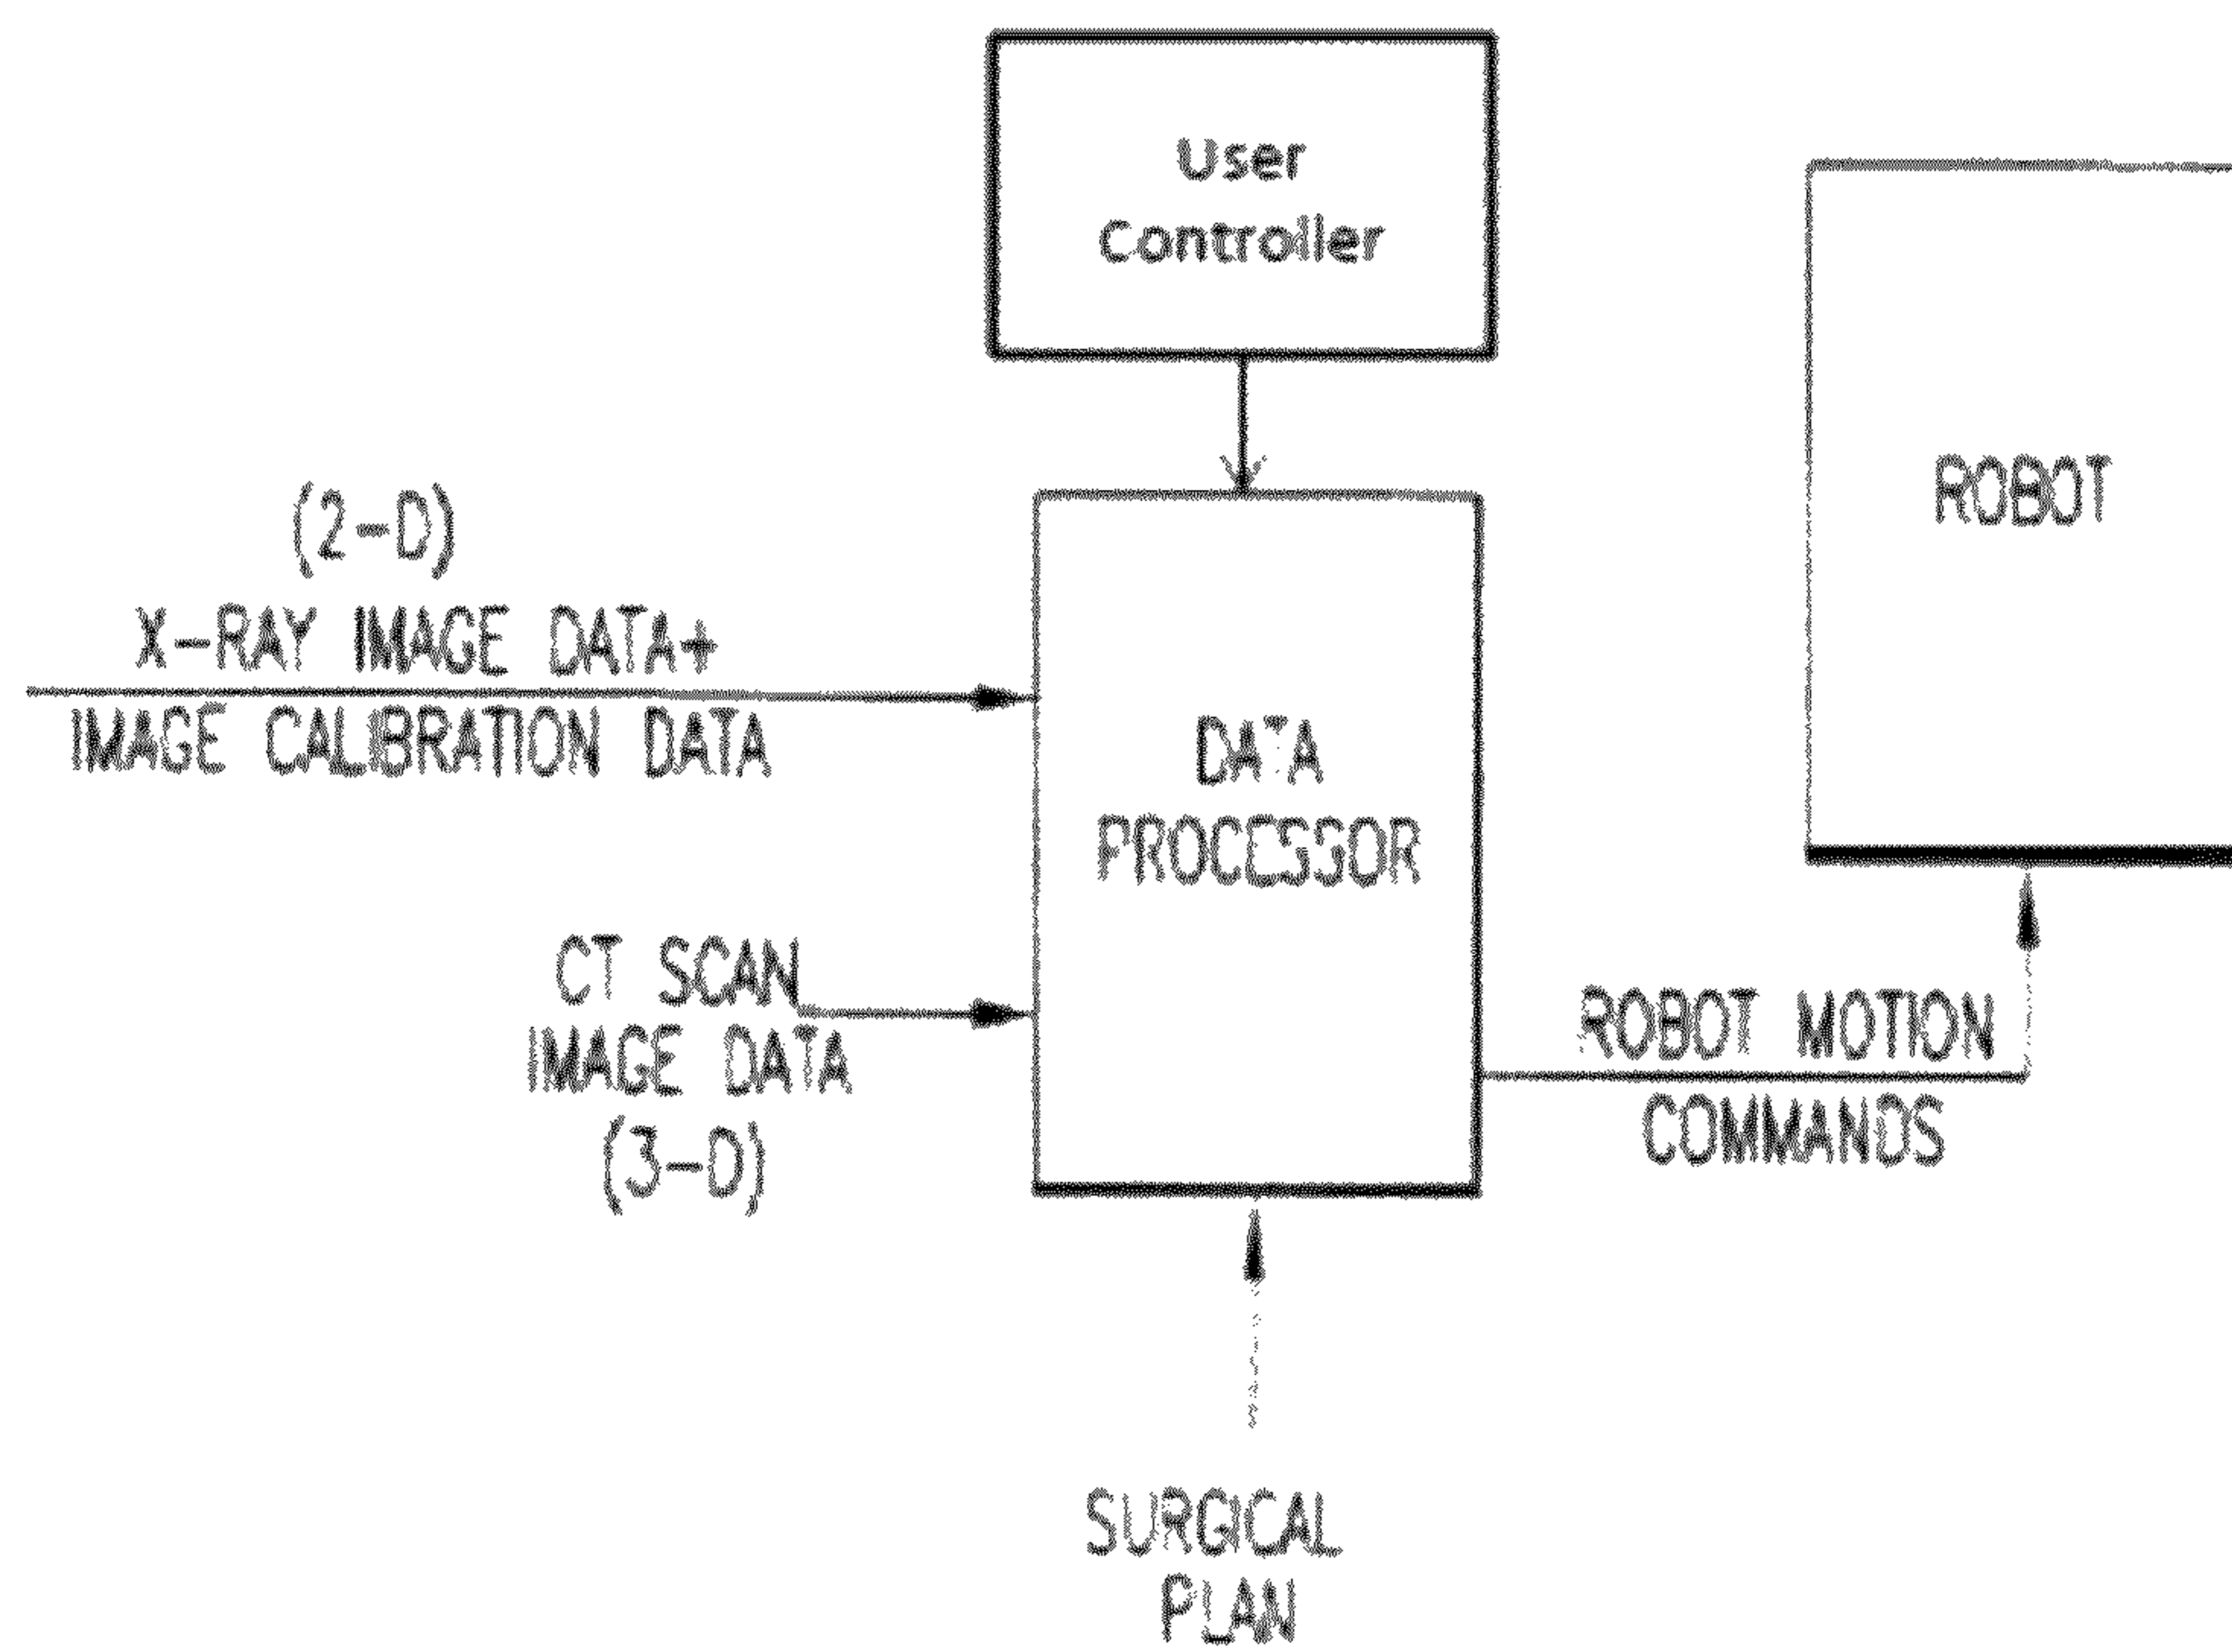 User
Controller
ROBOT
(2-D)
X-RAY IMAGE DATA+
IMAGE CALIBRATION DATA
DATA
PROCESSOR
CT SCAN
IMAGE DATA
(3-D)
ROBOT MOTION
COMMANDS
SURGICAL
PLAN